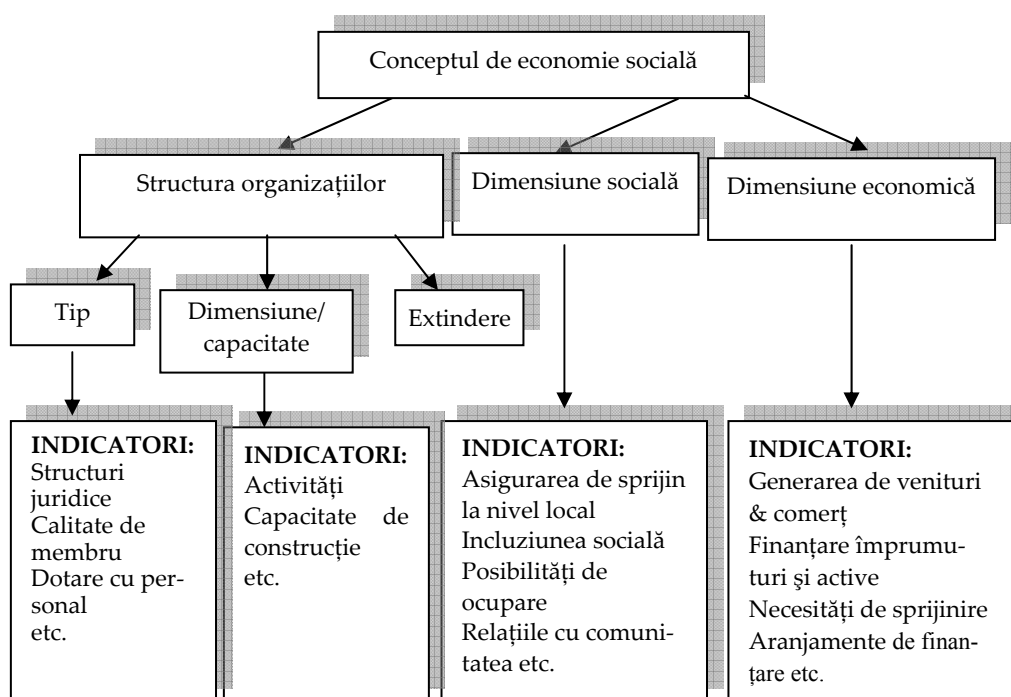 Conceptul de economie socială
Structura organizațiilor
Dimensiune socială
Dimensiune economică
Tip
Dimensiune/
capacitate
Extindere
INDICATORI:
Structuri
juridice
Calitate de
membru
Dotare cu per-
sonal
etc.
INDICATORI:
Activități
Capacitate de
construcție
etc.
INDICATORI:
Asigurarea de sprijin
la nivel local
Incluziunea socială
Posibilități de
ocupare
Relațiile cu comuni-
tatea etc.
INDICATORI:
Generarea de venituri
& comerț
Finanțare împrumu-
turi şi active
Necesități de sprijinire
Aranjamente de finan-
țare etc.